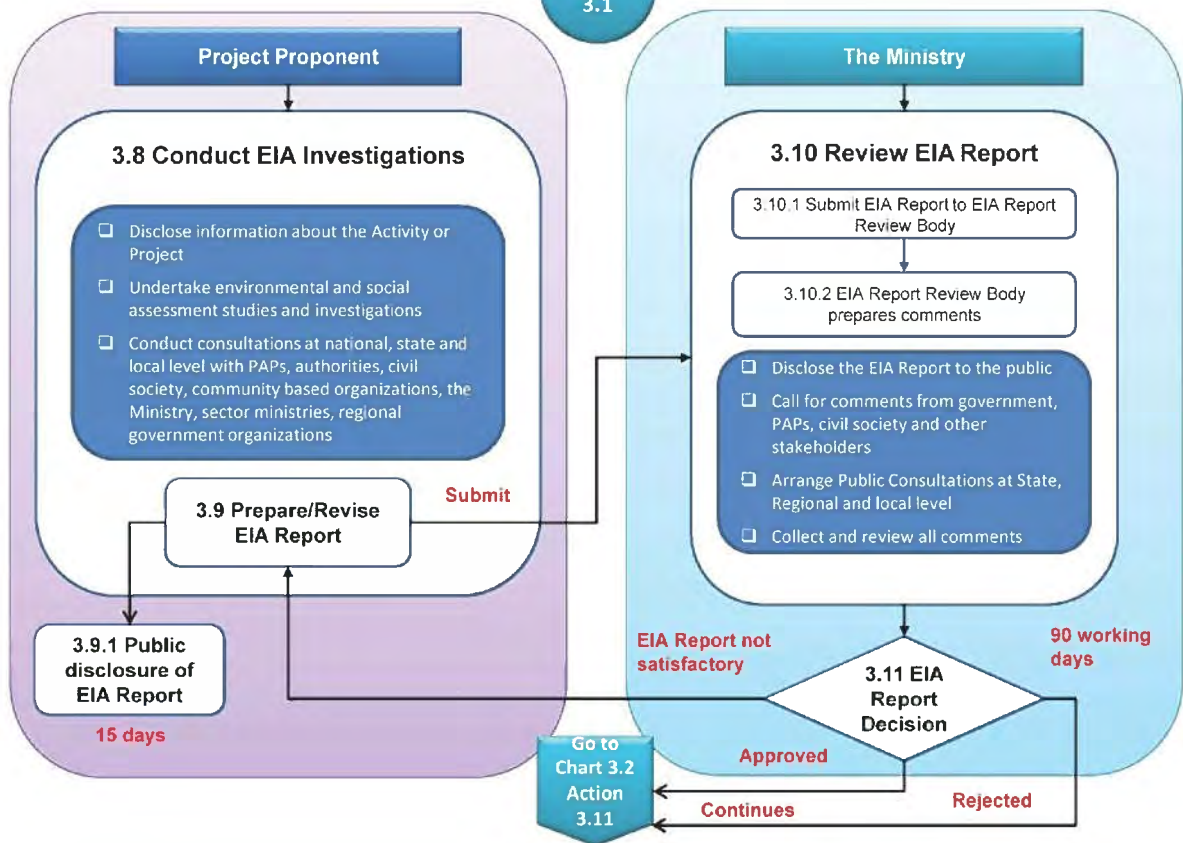 3.1
Project Proponent
3.8 Conduct EIA Investigations
Disclose information about the Activity or
Project
Undertake environmental and social
assessment studies and investigations
Conduct consultations at national, state and
local level with PAPs, authorities, civil
society, community based organizations, the
Ministry, sector ministries, regional
government organizations
3.9 Prepare/Revise
EIA Report
Submit
3.9.1 Public
disclosure of
EIA Report
15 days
The Ministry
3.10 Review EIA Report
3.10.1 Submit EIA Report to EIA Report
Review Body
3.10.2 EIA Report Review Body
prepares comments
Disclose the EIA Report to the public
Call for comments from government,
PAPs, civil society and other
stakeholders
Arrange Public Consultations at State,
Regional and local level
Collect and review all comments
EIA Report not
satisfactory
90 working
days
3.11 EIA
Report
Decision
Approved
Go to
Chart 3.2
Action
3.11
Continues
Rejected